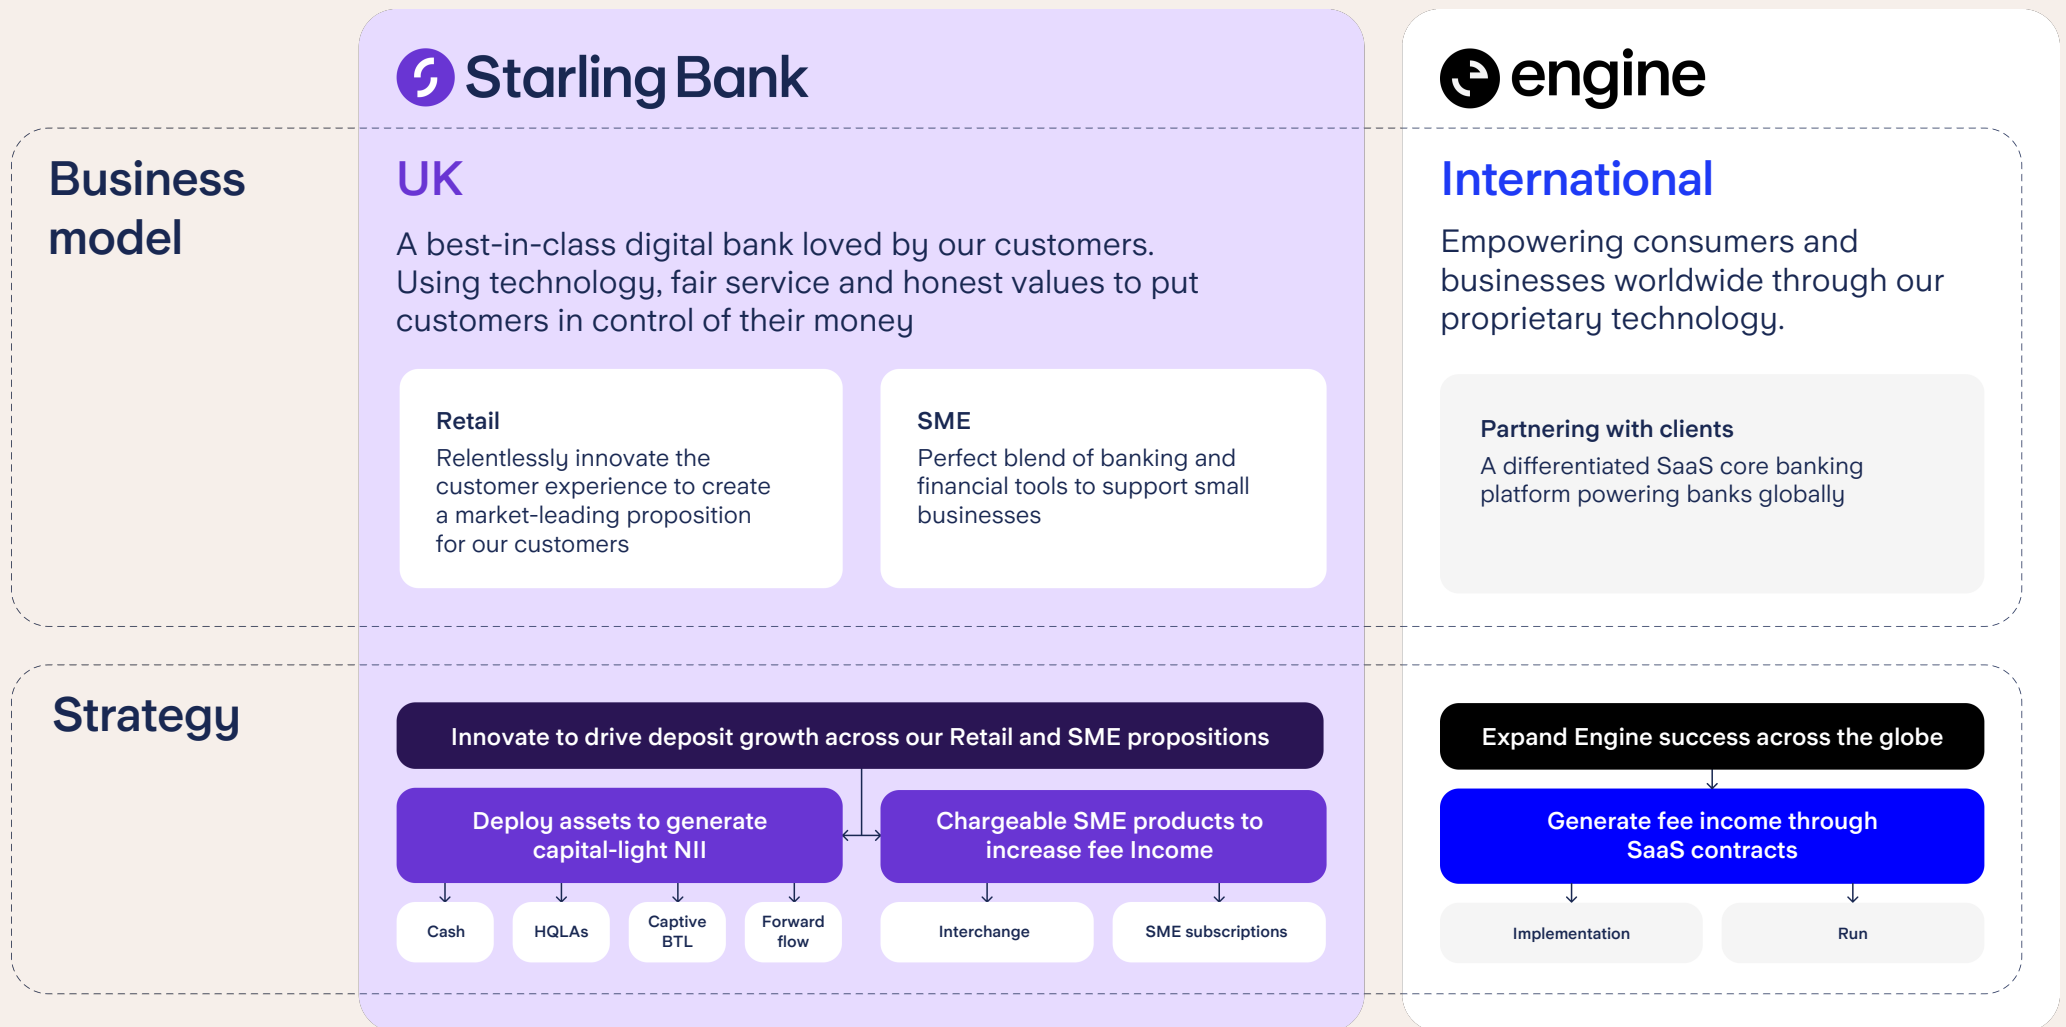 Starling Bank
engine
Business
model
UK
A best-in-class digital bank loved by our customers.
Using technology, fair service and honest values to put
customers in control of their money
Retail
Relentlessly innovate the
customer experience to create
a market-leading proposition
for our customers
SME
Perfect blend of banking and
financial tools to support small
businesses
International
Empowering consumers and
businesses worldwide through our
proprietary technology.
Partnering with clients
A differentiated SaaS core banking
platform powering banks globally
Strategy
Innovate to drive deposit growth across our Retail and SME propositions
Deploy assets to generate
capital-light NII
Chargeable SME products to
increase fee Income
Cash
HQLAs
Captive
BTL
Forward
flow
Interchange
SME subscriptions
Expand Engine success across the globe
Generate fee income through
SaaS contracts
Implementation
Run